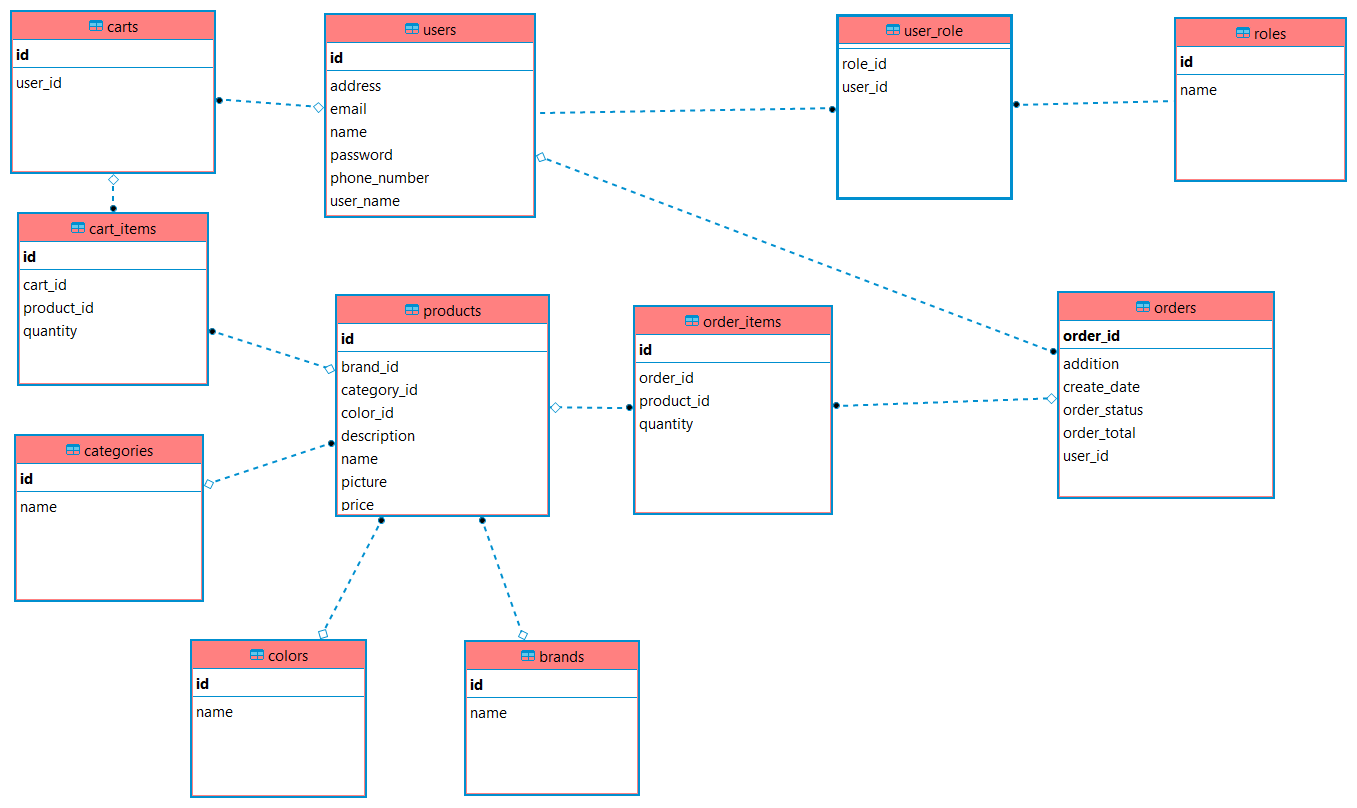 carts
id
user_id
users
id
address
email
name
password
phone_number
user_name
user_role
role_id
user_id
roles
id
name
cart_items
id
cart_id
product_id
quantity
products
id
brand_id
category_id
color_id
description
name
picture
price
order_items
id
order_id
product_id
quantity
orders
order_id
addition
create_date
order_status
order_total
user_id
categories
id
name
colors
id
name
brands
id
name